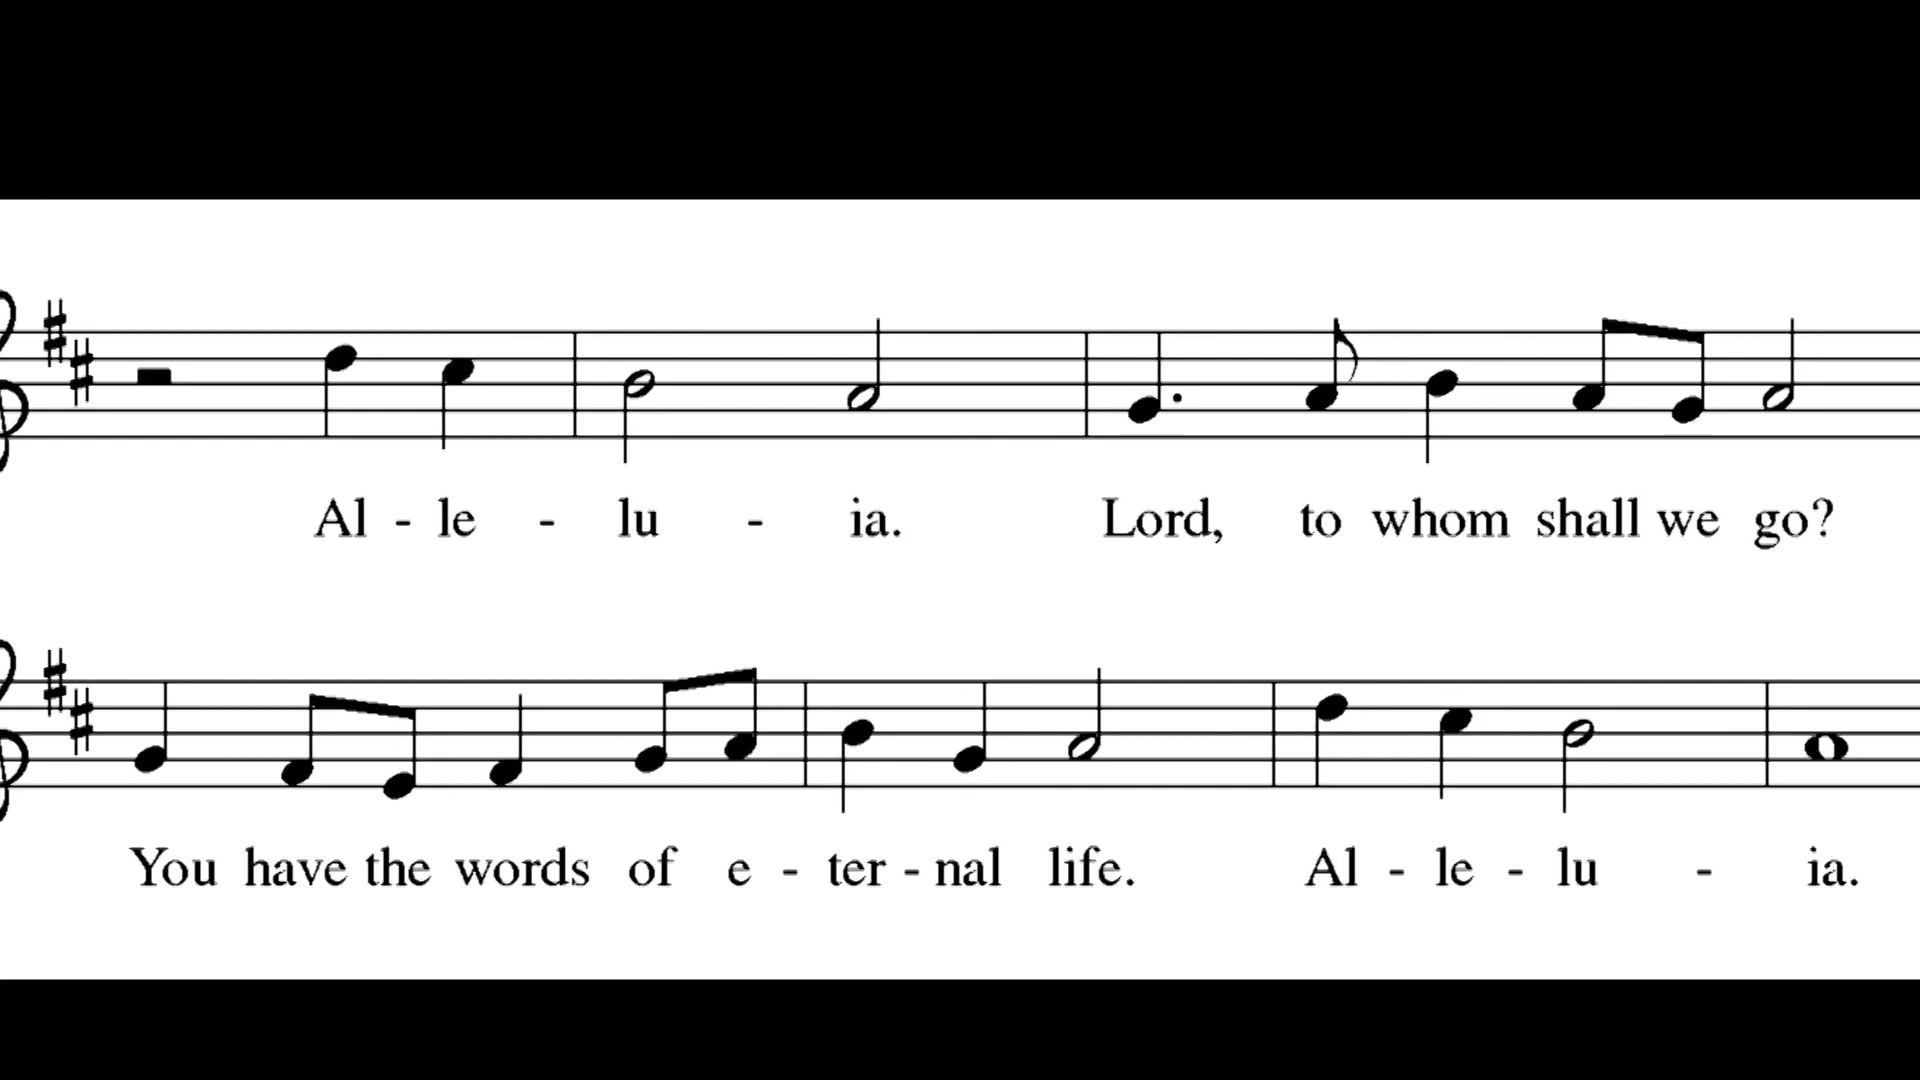 Al - le - lu - ia. Lord, to whom shall we go?
You have the words of e - ter - nal life. Al - le - lu - ia.